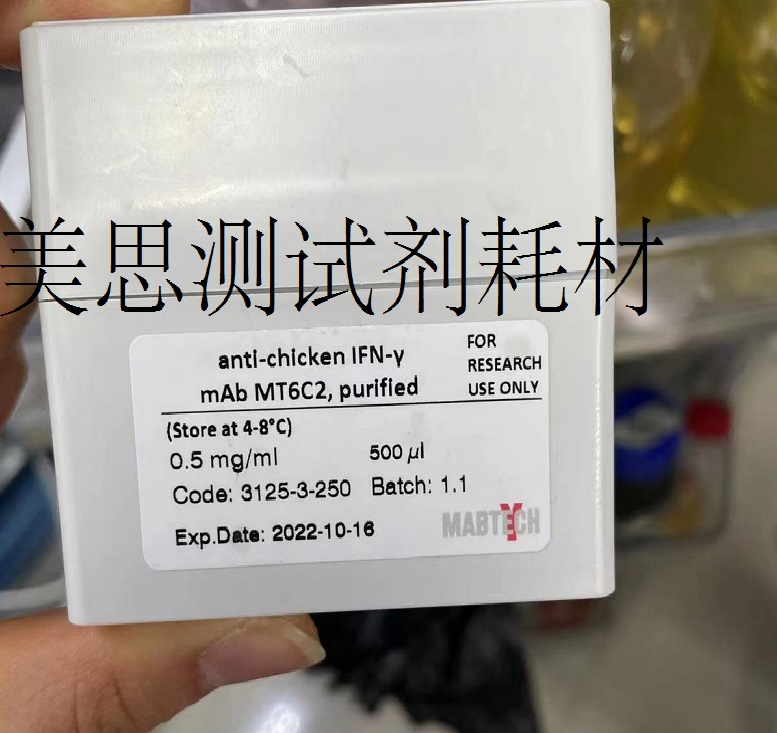 美思测试剂耗材
anti-chicken IFN-γ
mAb MT6C2, purified
FOR
RESEARCH
USE ONLY
(Store at 4-8°C)
0.5 mg/ml 500 µl
Code: 3125-3-250 Batch: 1.1
Exp.Date: 2022-10-16
MABTECH